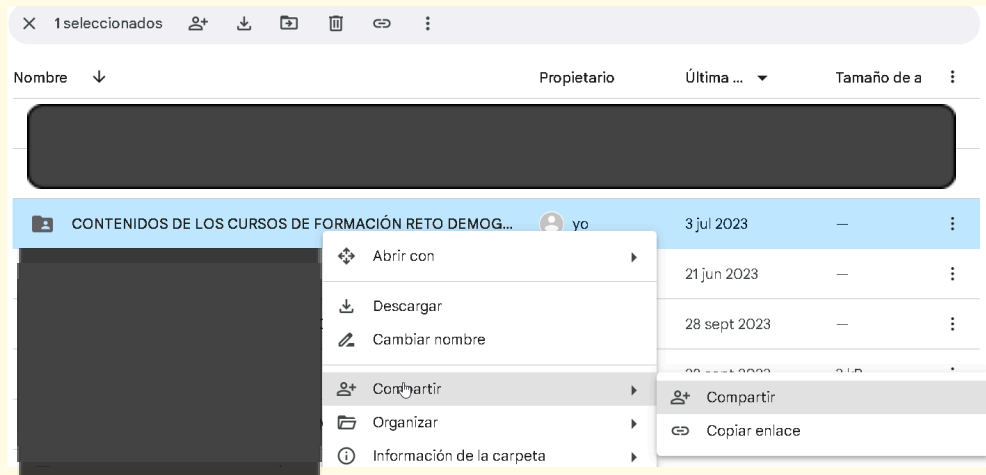 1 seleccionados
Nombre Propietario Última ... Tamaño de a
CONTENIDOS DE LOS CURSOS DE FORMACIÓN RETO DEMOG... yo 3 jul 2023 —
Abrir con
21 jun 2023 —
Descargar
28 sept 2023 —
Cambiar nombre
Compartir
Compartir
Organizar
Copiar enlace
Información de la carpeta